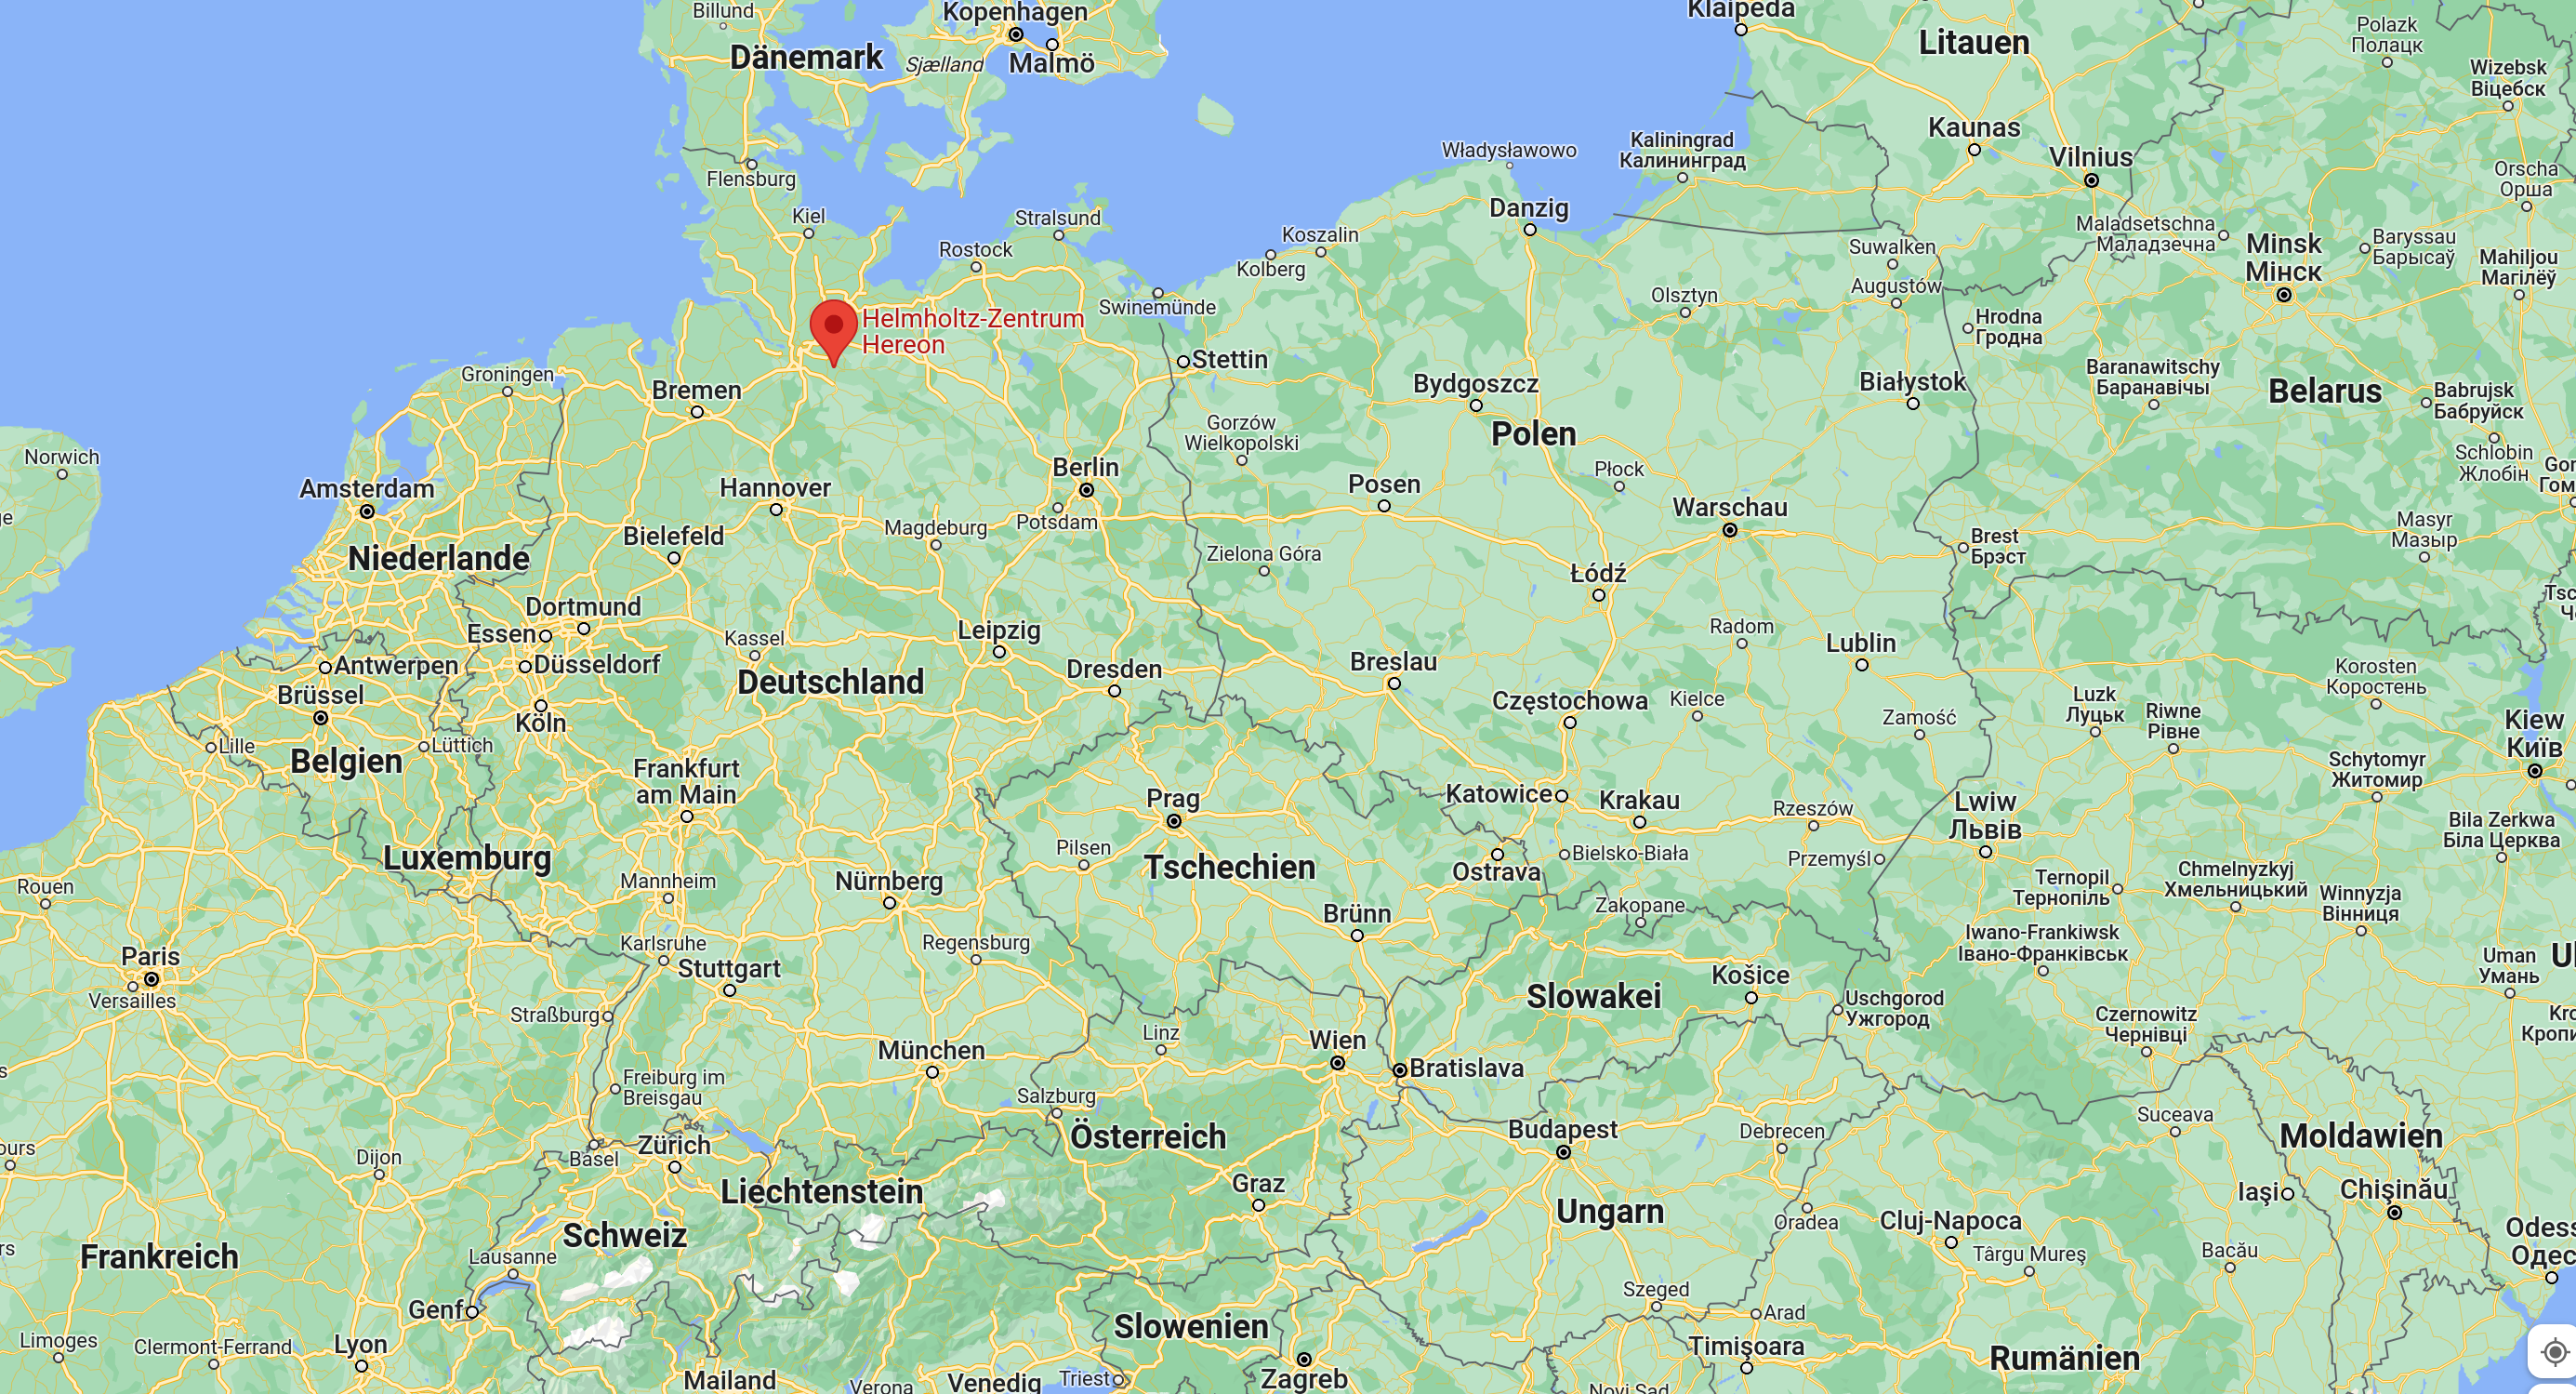 Billund
Kopenhagen
Dänemark
Sjælland
Malmö
Klaipėda
Litauen
Polazk
Полацк
Wizebsk
Віцебск
Kaunas
Vilnius
Kaliningrad
Калининград
Władysławowo
Flensburg
Orscha
Орша
Kiel
Stralsund
Danzig
Koszalin
Maladsetschna
Маладзечна
Minsk
Мінск
Baryssau
Барысаў
Rostock
Kolberg
Suwalken
Mahiljou
Магілёў
Swinemünde
Olsztyn
Augustów
Helmholtz-Zentrum
Hereon
Hrodna
Гродна
Stettin
Groningen
Bremen
Bydgoszcz
Białystok
Baranawitschy
Баранавічы
Belarus
Babrujsk
Бабруйск
Gorzów
Wielkopolski
Polen
Norwich
Schlobin
Жлобін
Amsterdam
Hannover
Berlin
Posen
Płock
Warschau
Magdeburg
Potsdam
Masyr
Мазыр
Bielefeld
Niederlande
Zielona Góra
Brest
Брэст
Łódź
Dortmund
Essen
Kassel
Leipzig
Radom
Lublin
Antwerpen
Düsseldorf
Deutschland
Dresden
Breslau
Korosten
Коростень
Brüssel
Köln
Częstochowa
Kielce
Zamość
Luzk
Луцьк
Riwne
Рівне
Kiew
Київ
Lille
Belgien
Lüttich
Frankfurt
am Main
Prag
Katowice
Krakau
Rzeszów
Lwiw
Львів
Schytomyr
Житомир
Bila Zerkwa
Біла Церква
Luxemburg
Pilsen
Tschechien
Ostrava
Bielsko-Biała
Przemyśl
Rouen
Mannheim
Nürnberg
Ternopil
Тернопіль
Chmelnyzkyj
Хмельницький
Winnyzja
Вінниця
Brünn
Zakopane
Paris
Versailles
Karlsruhe
Stuttgart
Regensburg
Iwano-Frankiwsk
Івано-Франківськ
Uman
Умань
Straßburg
Slowakei
Košice
Uschgorod
Ужгород
Czernowitz
Чернівці
München
Linz
Wien
Bratislava
Freiburg im
Breisgau
Salzburg
Österreich
Budapest
Debrecen
Suceava
Moldawien
Dijon
Basel
Zürich
Liechtenstein
Graz
Ungarn
Oradea
Cluj-Napoca
Iași
Chișinău
Schweiz
Frankreich
Lausanne
Târgu Mureș
Bacău
Genf
Szeged
Arad
Limoges
Clermont-Ferrand
Lyon
Slowenien
Timișoara
Rumänien
Mailand
Verona
Venedig
Triest
Zagreb
Novi Sad